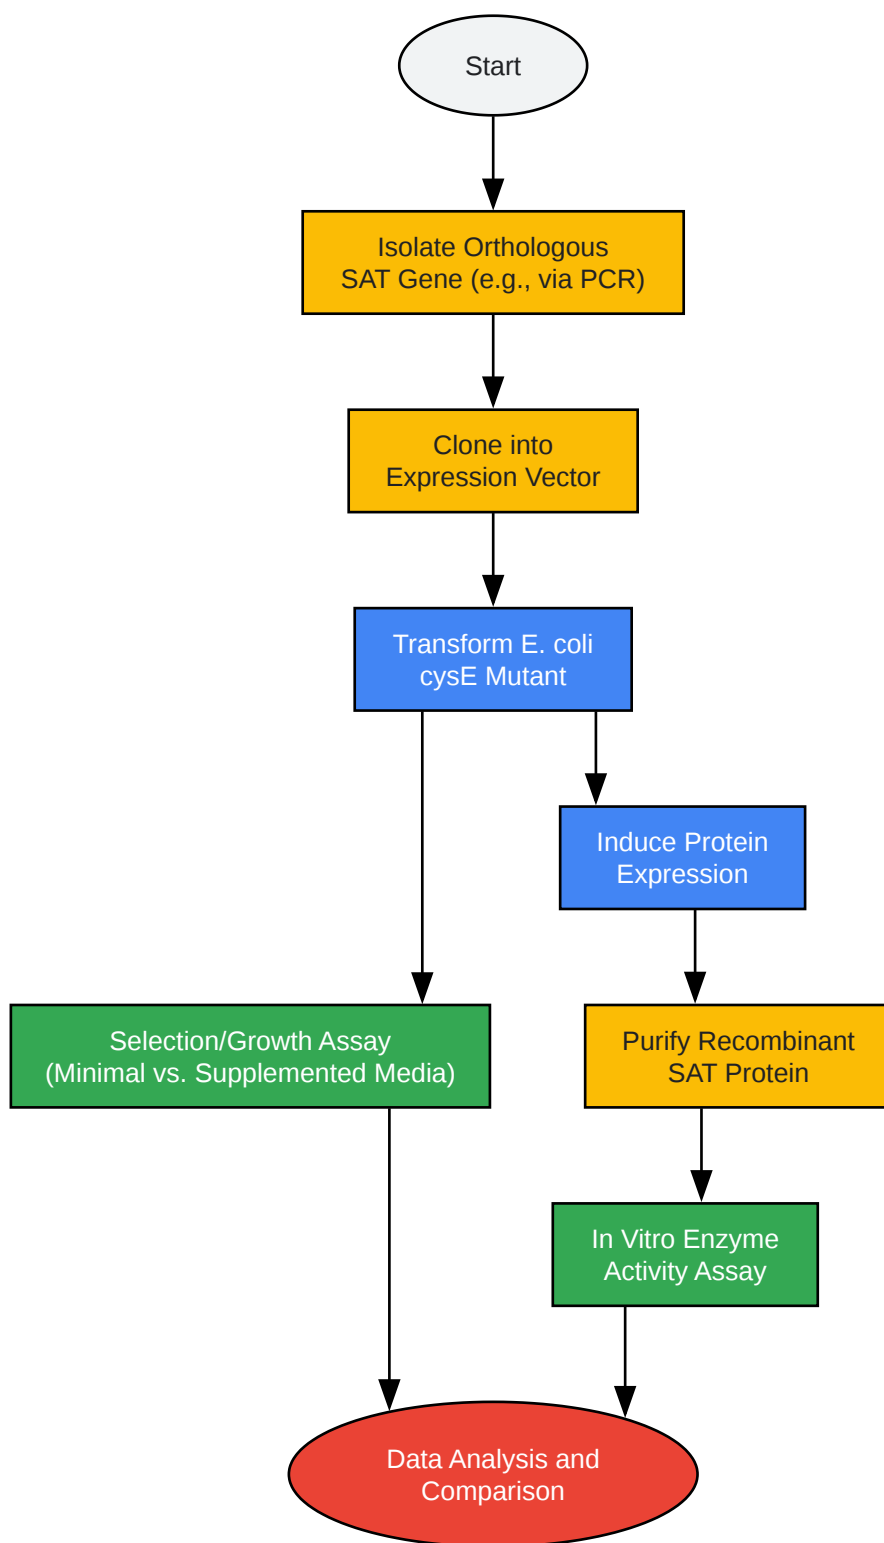 Start
Isolate Orthologous
SAT Gene (e.g., via PCR)
Clone into
Expression Vector
Transform E. coli
cysE Mutant
Induce Protein
Expression
Selection/Growth Assay
(Minimal vs. Supplemented Media)
Purify Recombinant
SAT Protein
In Vitro Enzyme
Activity Assay
Data Analysis and
Comparison